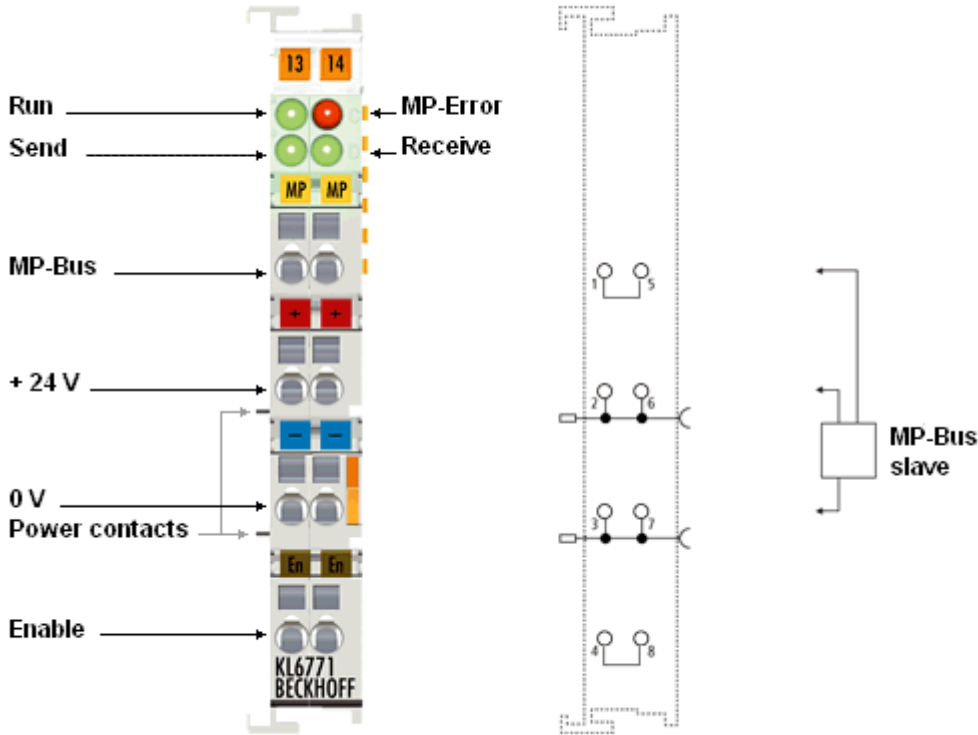 13 14
Run
MP-Error
Send
Receive
MP MP
MP-Bus
1 5
+ +
+ 24 V
2 6
MP-Bus
slave
− −
0 V
3 7
Power contacts
En En
Enable
4 8
KL6771
BECKHOFF